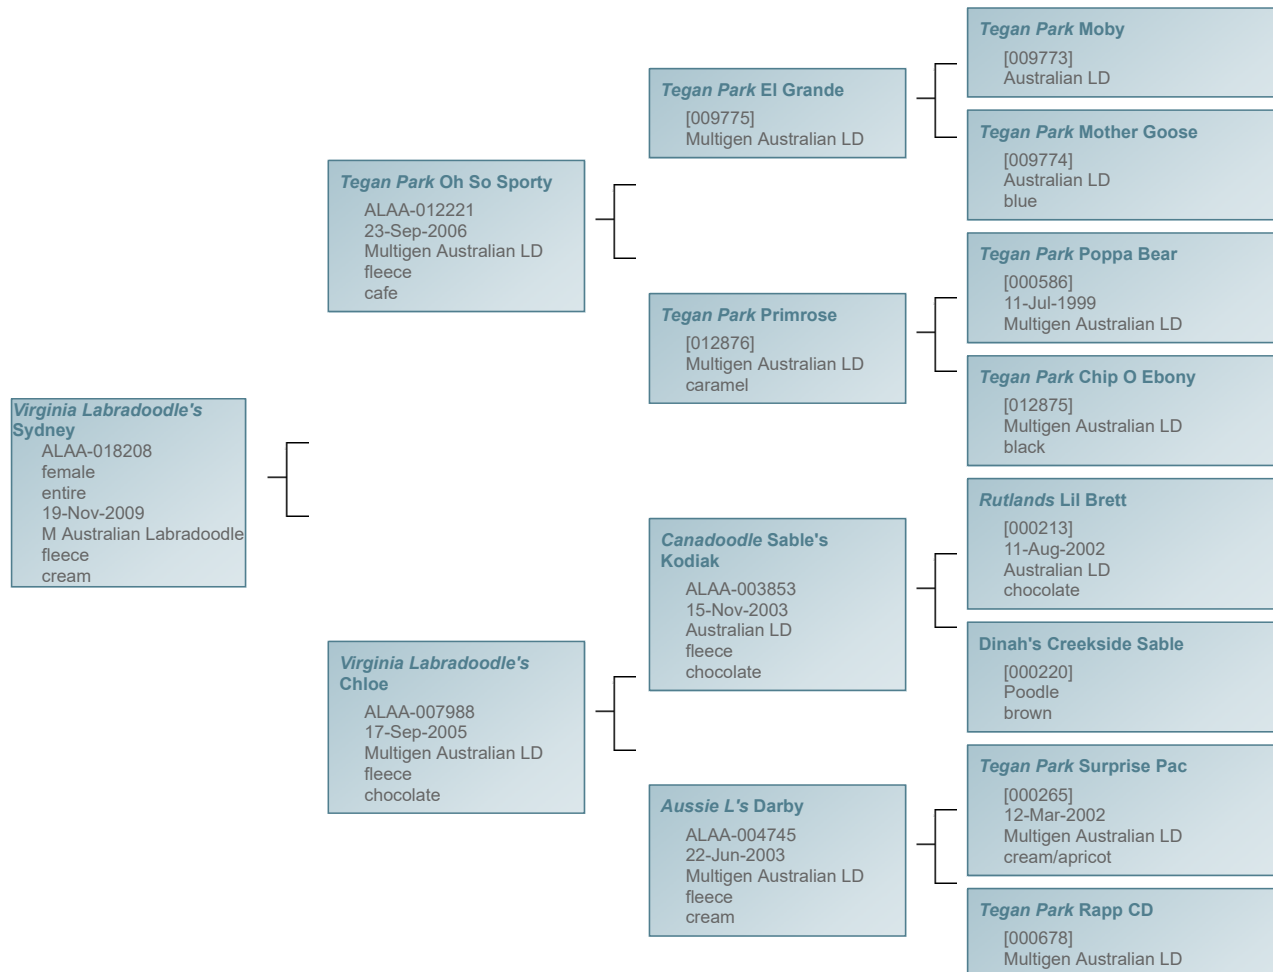 Virginia Labradoodle's
Sydney
ALAA-018208
female
entire
19-Nov-2009
M Australian Labradoodle
fleece
cream
Tegan Park Oh So Sporty
ALAA-012221
23-Sep-2006
Multigen Australian LD
fleece
cafe
Virginia Labradoodle's
Chloe
ALAA-007988
17-Sep-2005
Multigen Australian LD
fleece
chocolate
Tegan Park El Grande
[009775]
Multigen Australian LD
Tegan Park Primrose
[012876]
Multigen Australian LD
caramel
Canadoodle Sable's
Kodiak
ALAA-003853
15-Nov-2003
Australian LD
fleece
chocolate
Aussie L's Darby
ALAA-004745
22-Jun-2003
Multigen Australian LD
fleece
cream
Tegan Park Moby
[009773]
Australian LD
Tegan Park Mother Goose
[009774]
Australian LD
blue
Tegan Park Poppa Bear
[000586]
11-Jul-1999
Multigen Australian LD
Tegan Park Chip O Ebony
[012875]
Multigen Australian LD
black
Rutlands Lil Brett
[000213]
11-Aug-2002
Australian LD
chocolate
Dinah's Creekside Sable
[000220]
Poodle
brown
Tegan Park Surprise Pac
[000265]
12-Mar-2002
Multigen Australian LD
cream/apricot
Tegan Park Rapp CD
[000678]
Multigen Australian LD